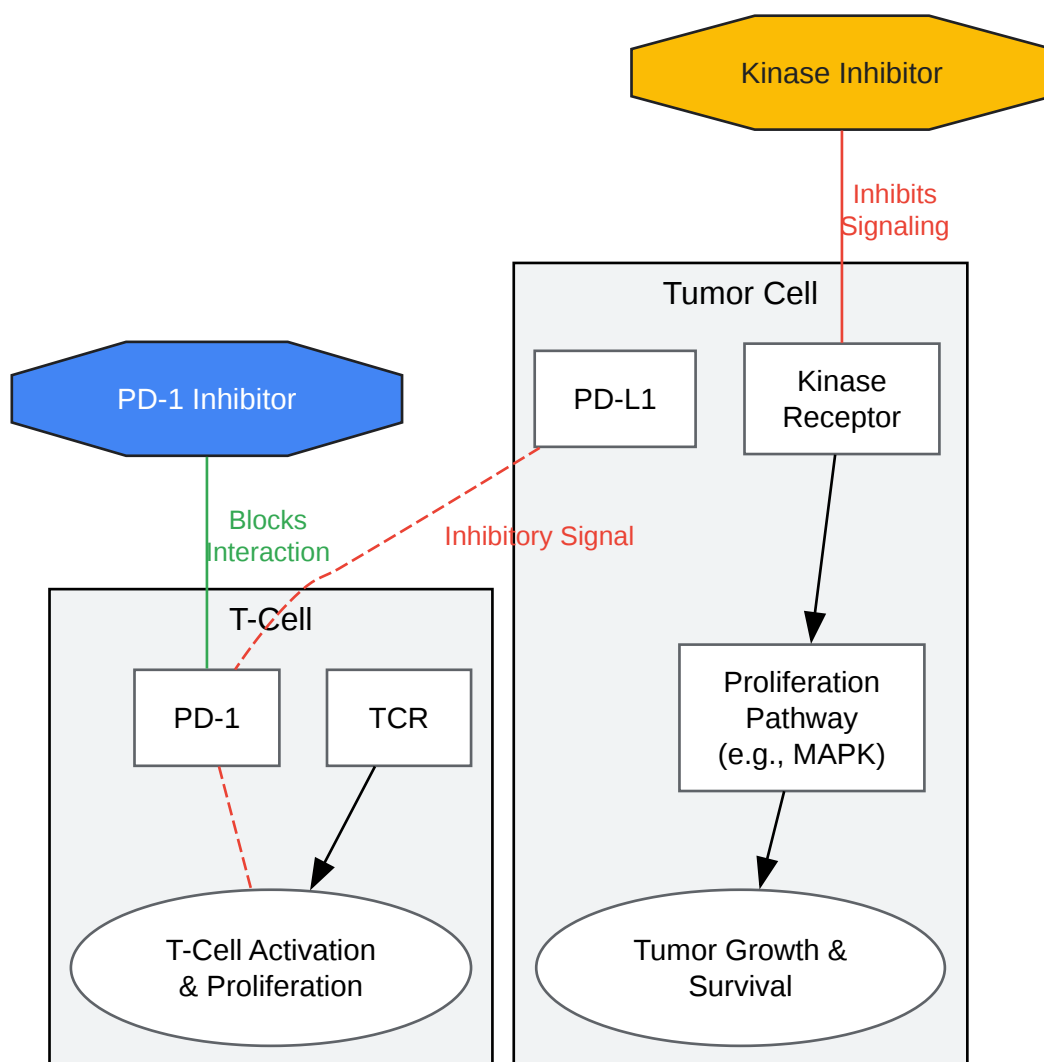 Kinase Inhibitor
Inhibits
Signaling
Tumor Cell
PD-1 Inhibitor
PD-L1
Kinase
Receptor
Blocks
Interaction
Inhibitory Signal
T-Cell
PD-1
TCR
Proliferation
Pathway
(e.g., MAPK)
T-Cell Activation
& Proliferation
Tumor Growth &
Survival